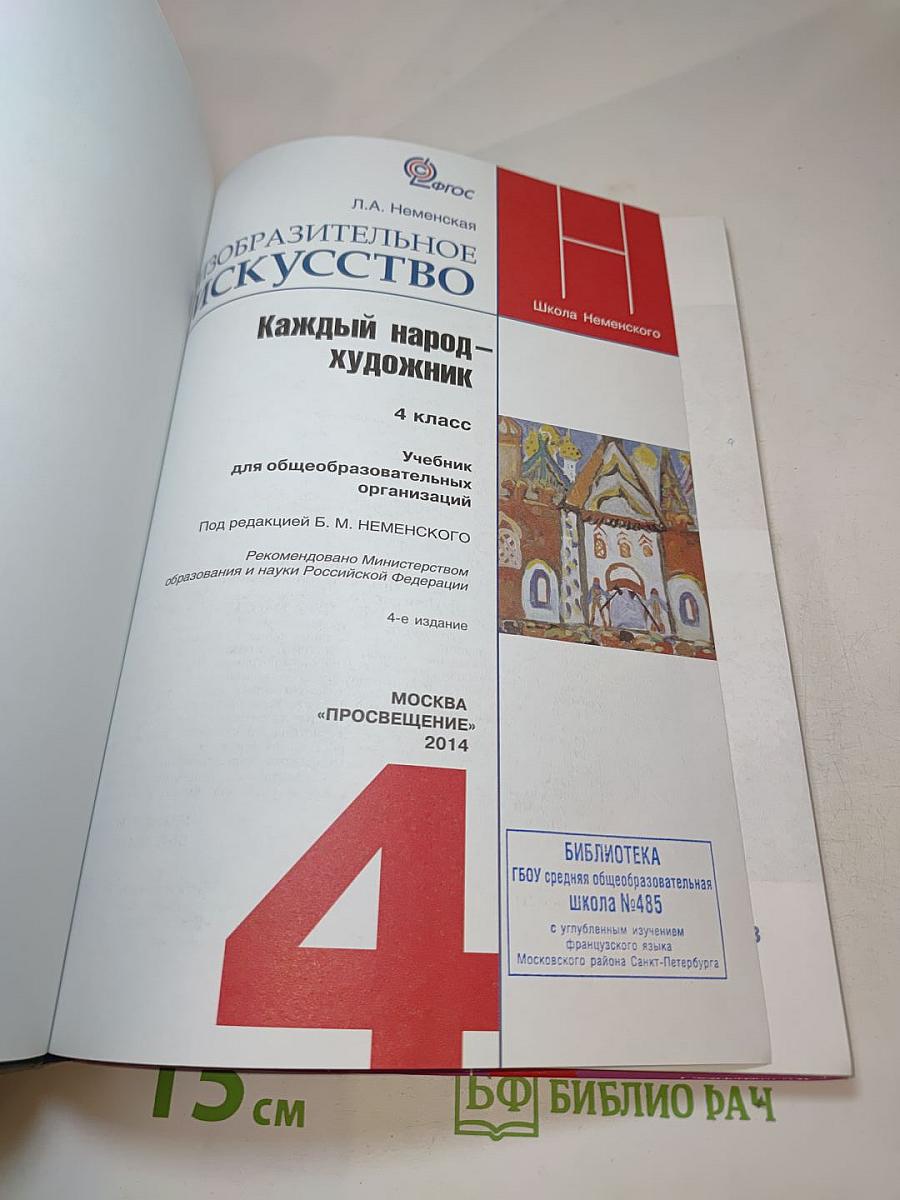 ФГОС
Л.А. Неменская
ИЗОБРАЗИТЕЛЬНОЕ
ИСКУССТВО
Н
Школа Неменского
Каждый народ –
художник
4 класс
Учебник
для общеобразовательных
организаций
Под редакцией Б. М. НЕМЕНСКОГО
Рекомендовано Министерством
образования и науки Российской Федерации
4-е издание
МОСКВА
«ПРОСВЕЩЕНИЕ»
2014
4
БИБЛИОТЕКА
ГБОУ средняя общеобразовательная
школа №485
с углубленным изучением
французского языка
Московского района Санкт-Петербурга
15 см
БФ БИБЛИО РАЧ